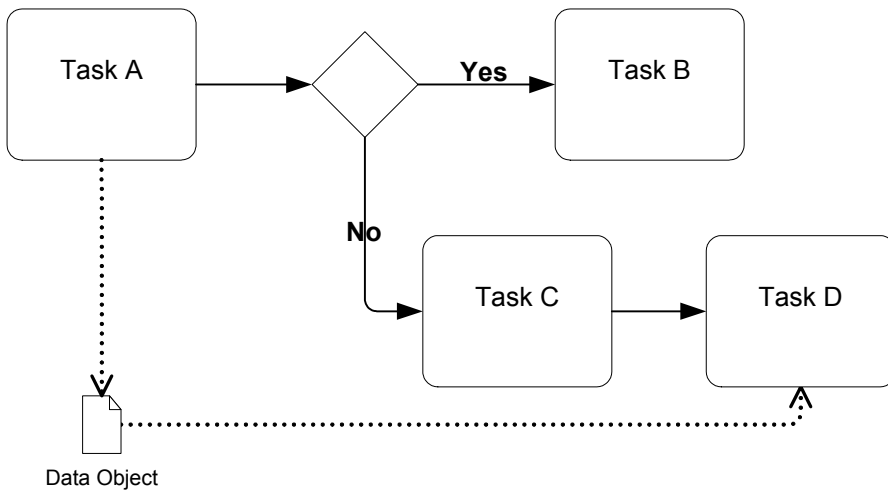 Task A
Yes
Task B
No
Task C
Task D
Data Object